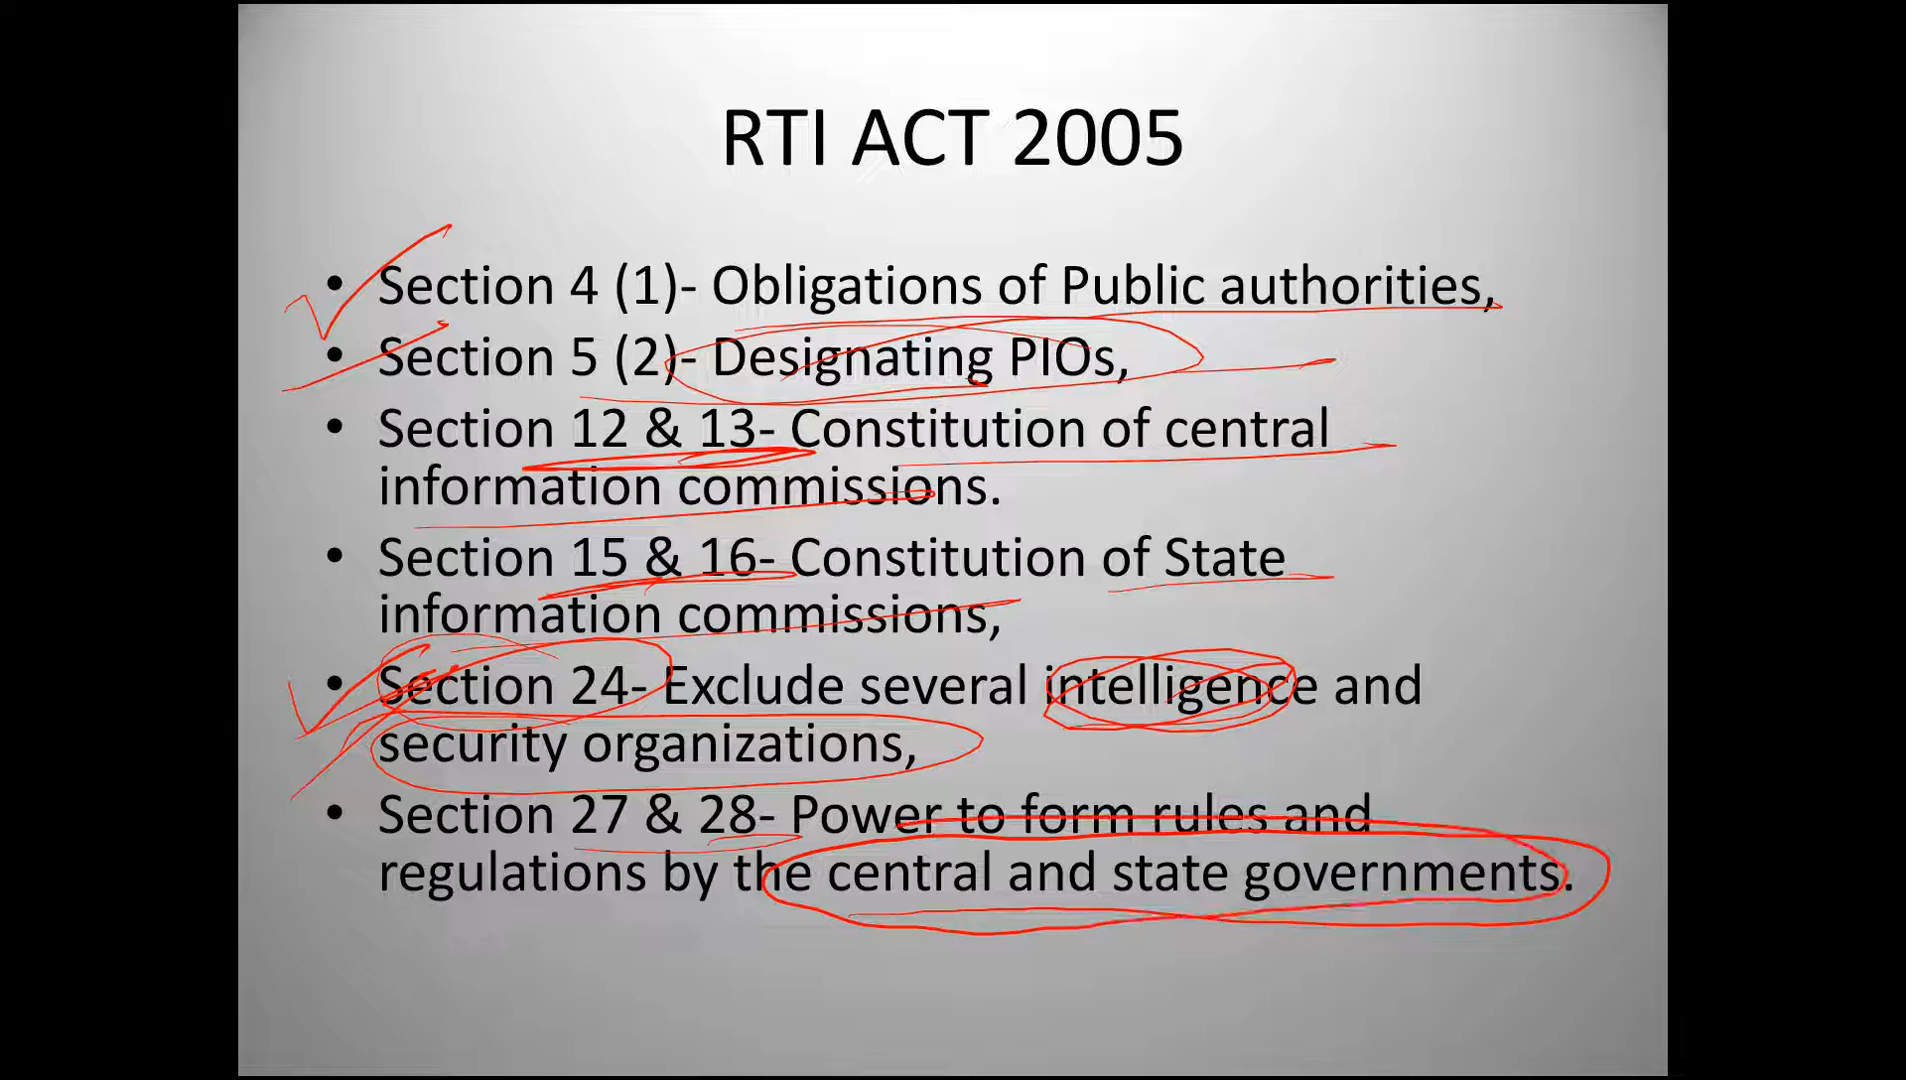 RTI ACT 2005
• Section 4 (1)- Obligations of Public authorities,
• Section 5 (2)- Designating PIOs,
• Section 12 & 13- Constitution of central
information commissions.
• Section 15 & 16- Constitution of State
information commissions,
• Section 24- Exclude several intelligence and
security organizations,
• Section 27 & 28- Power to form rules and
regulations by the central and state governments.